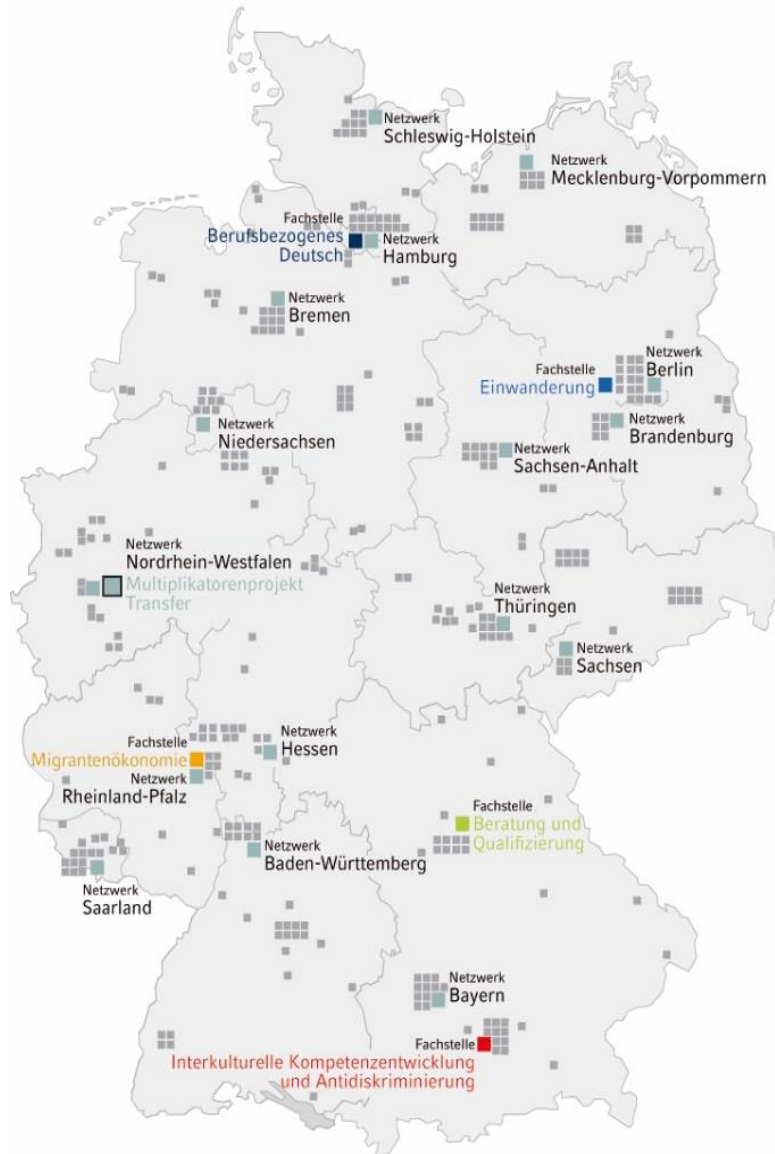 Netzwerk
Schleswig-Holstein
Netzwerk
Mecklenburg-Vorpommern
Fachstelle
Berufsbezogenes
Deutsch
Netzwerk
Hamburg
Netzwerk
Bremen
Netzwerk
Berlin
Fachstelle
Einwanderung
Netzwerk
Niedersachsen
Netzwerk
Brandenburg
Netzwerk
Sachsen-Anhalt
Netzwerk
Nordrhein-Westfalen
Multiplikatorenprojekt
Transfer
Netzwerk
Thüringen
Netzwerk
Sachsen
Netzwerk
Hessen
Fachstelle
Migrantenökonomie
Netzwerk
Rheinland-Pfalz
Fachstelle
Beratung und
Qualifizierung
Netzwerk
Baden-Württemberg
Netzwerk
Saarland
Netzwerk
Bayern
Fachstelle
Interkulturelle Kompetenzentwicklung
und Antidiskriminierung